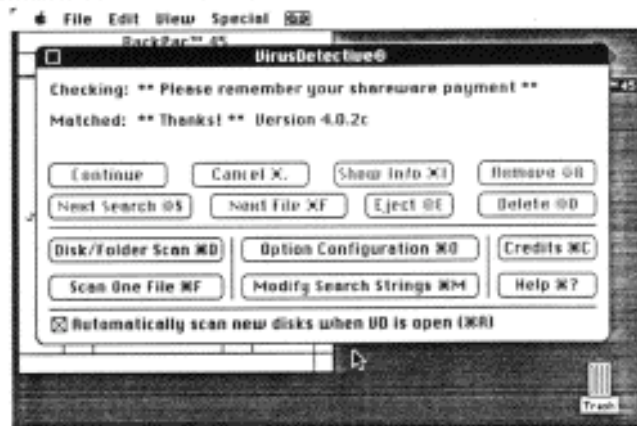 File Edit View Special
BackPac™ 45
VirusDetective®
Checking: ** Please remember your shareware payment **
Matched: ** Thanks! ** Version 4.0.2c
Continue Cancel ⌘. Show Info ⌘I Remove ⌘R
Next Search ⌘S Next File ⌘F Eject ⌘E Delete ⌘D
Disk/Folder Scan ⌘D Option Configuration ⌘O Credits ⌘C
Scan One File ⌘F Modify Search Strings ⌘M Help ⌘?
Automatically scan new disks when VD is open (⌘A)
Trash